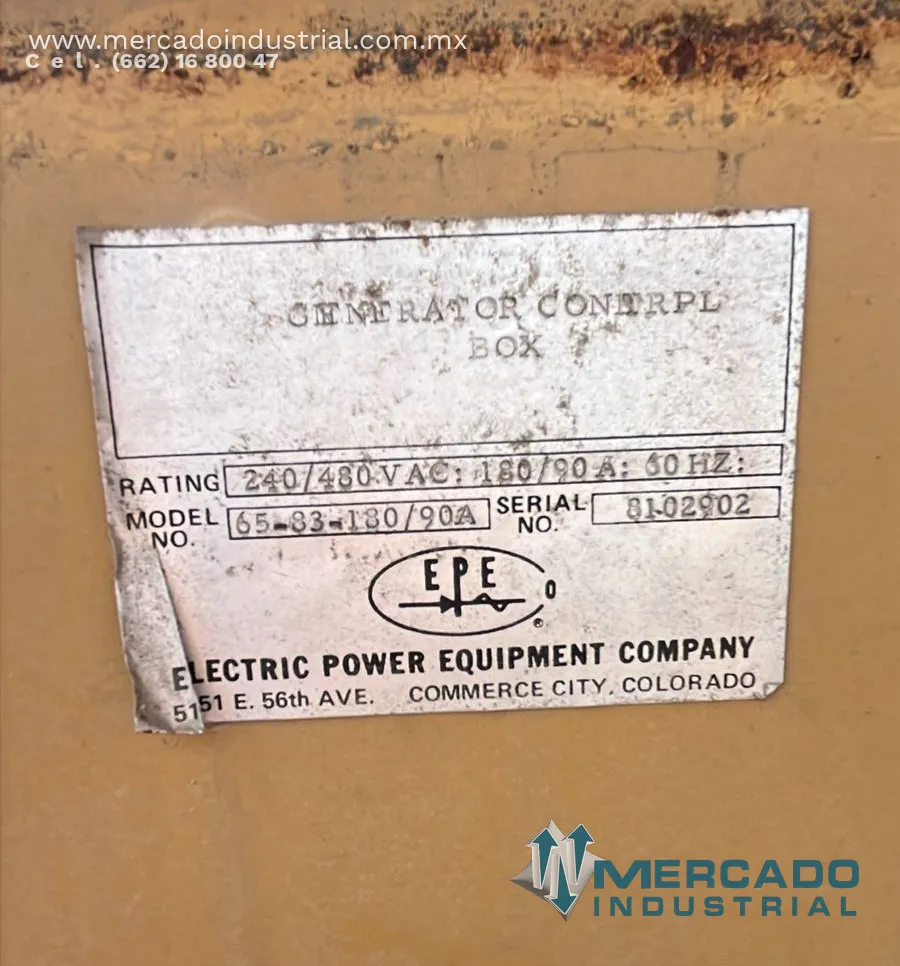 www.mercadoindustrial.com.mx
Cel. (662) 16 800 47
GENERATOR CONTRPL
BOX
RATING 240/480 VAC: 180/90 A: 60 HZ:
MODEL NO. 65-83-180/90A SERIAL NO. 8102902
EPE
O
®
ELECTRIC POWER EQUIPMENT COMPANY
5151 E. 56th AVE. COMMERCE CITY, COLORADO
MERCADO
INDUSTRIAL